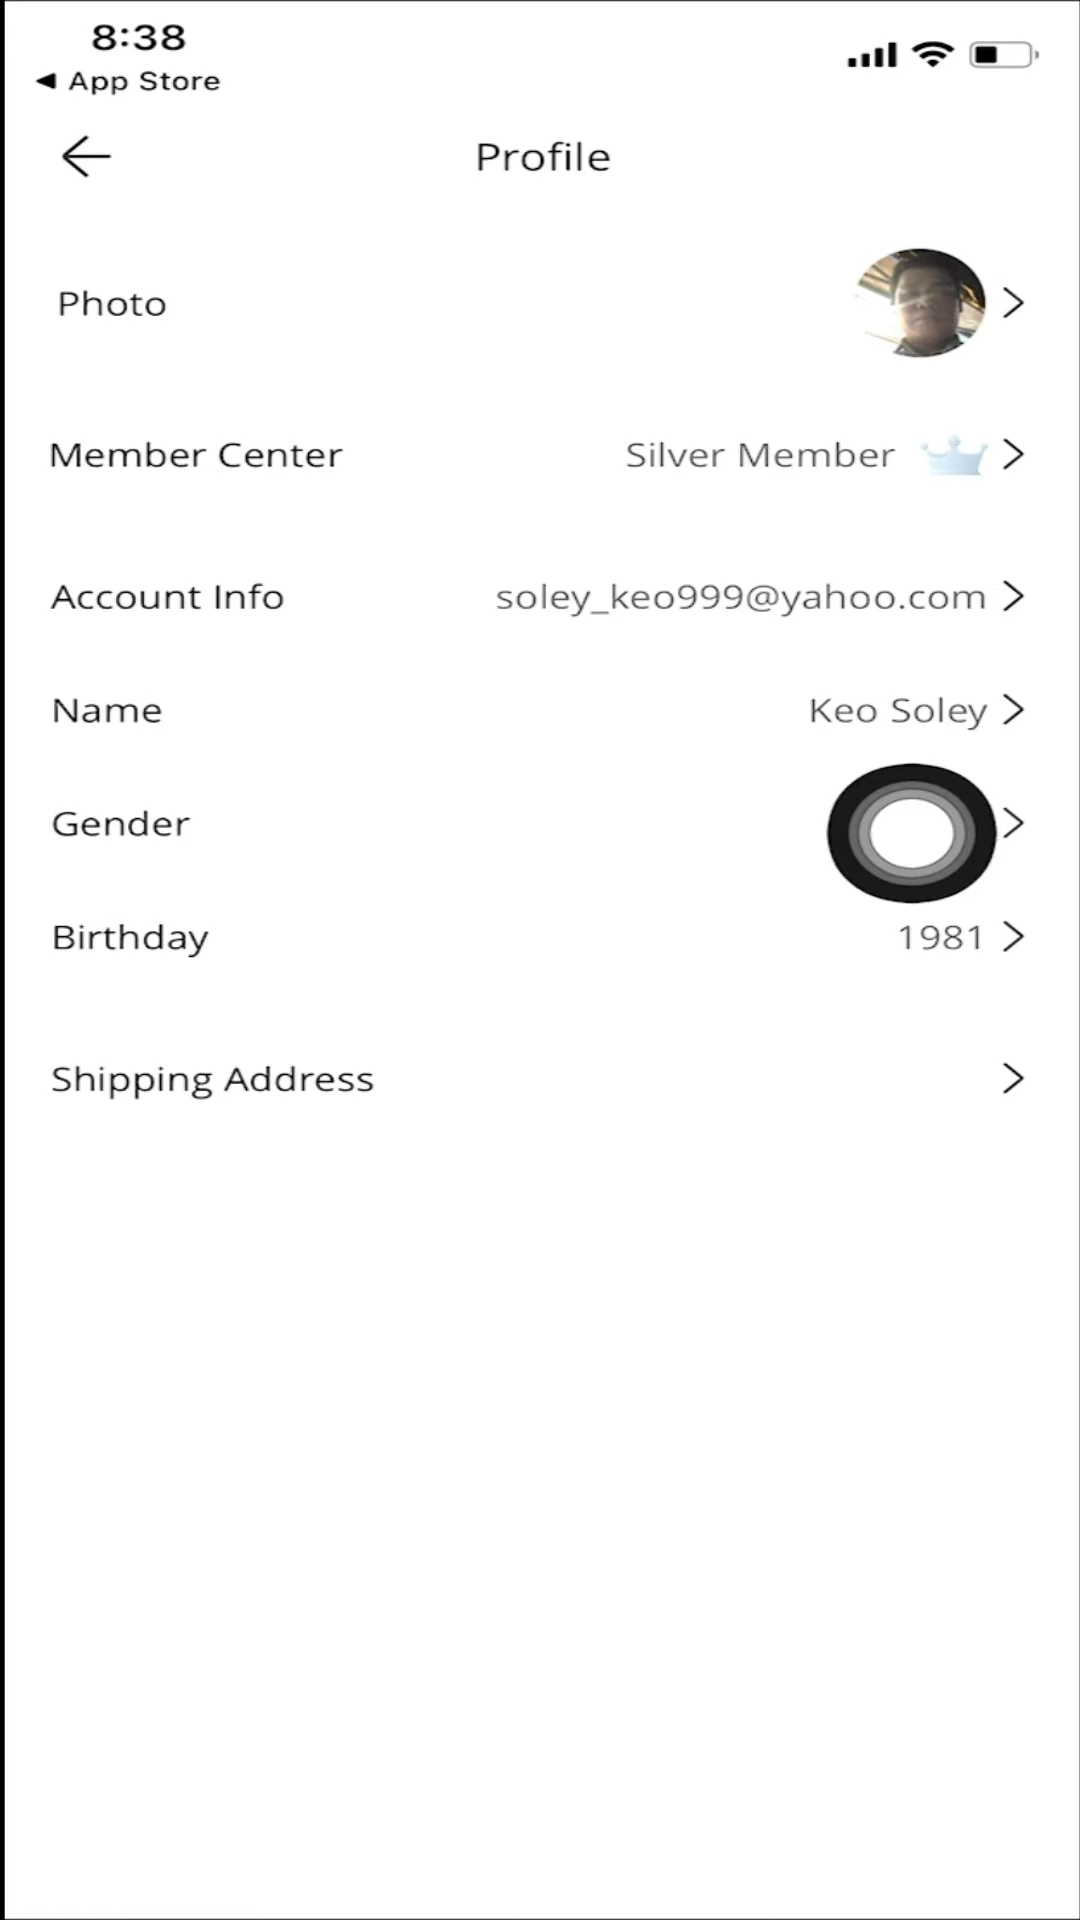 8:38
◀ App Store
Profile
Photo
Member Center Silver Member
Account Info soley_keo999@yahoo.com
Name Keo Soley
Gender
Birthday 1981
Shipping Address